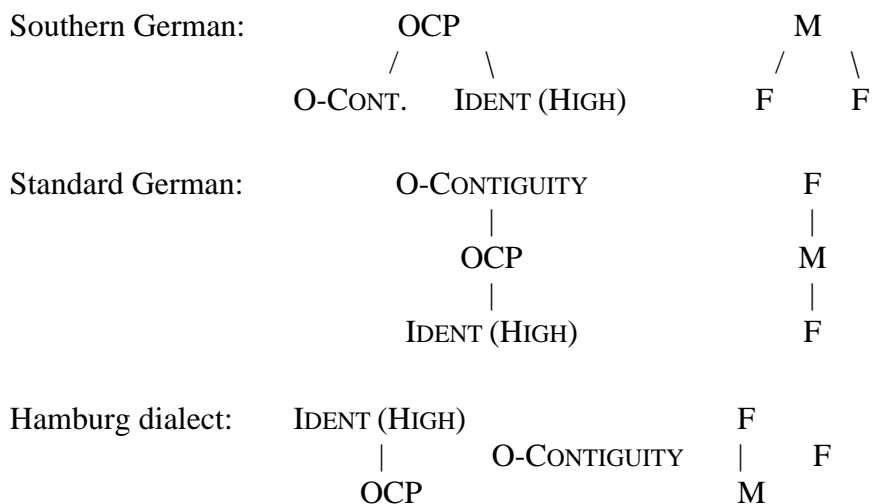 Southern German: OCP M
/ \ / \
O-CONT. IDENT (HIGH) F F
Standard German: O-CONTIGUITY F
| |
OCP M
| |
IDENT (HIGH) F
Hamburg dialect: IDENT (HIGH) F
| O-CONTIGUITY | F
OCP M